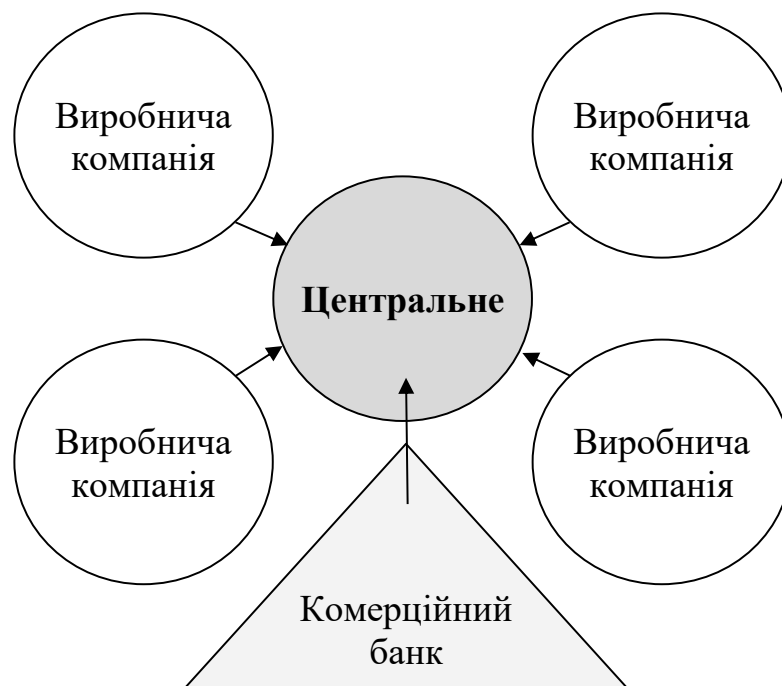 Виробнича
компанія
Виробнича
компанія
Центральне
Виробнича
компанія
Виробнича
компанія
Комерційний
банк